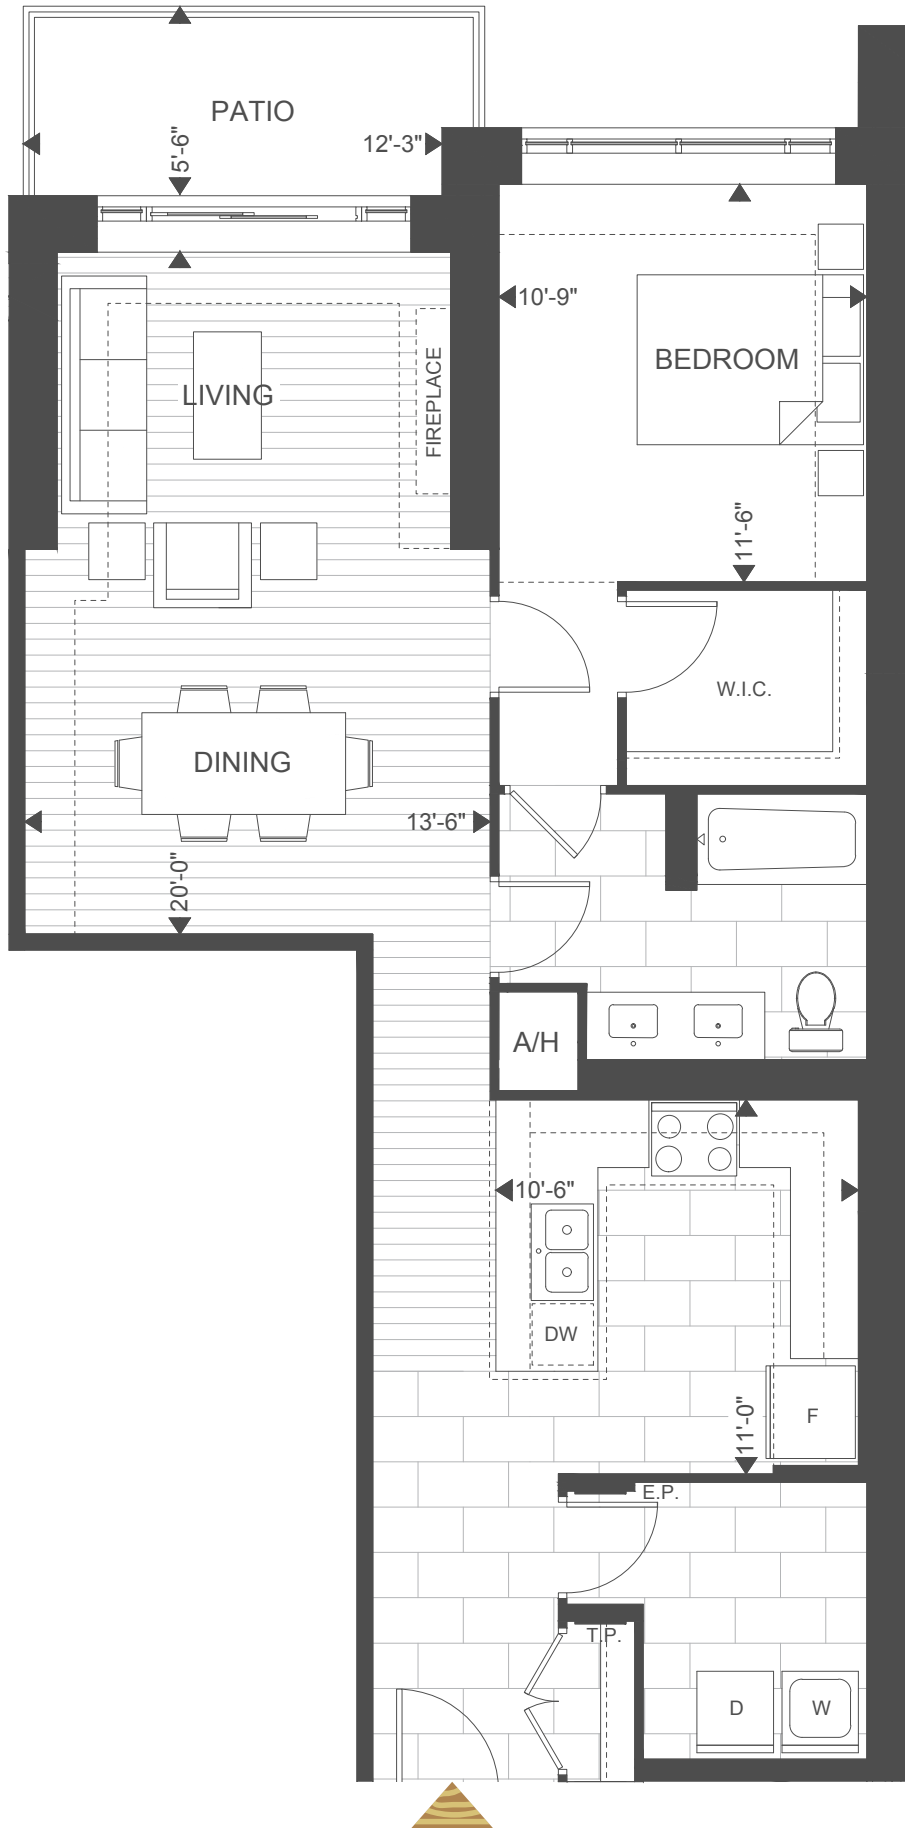 PATIO
5'-6"
12'-3"
10'-9"
BEDROOM
LIVING
FIREPLACE
11'-6"
W.I.C.
DINING
13'-6"
20'-0"
A/H
10'-6"
DW
11'-0"
F
E.P.
T.P.
D
W